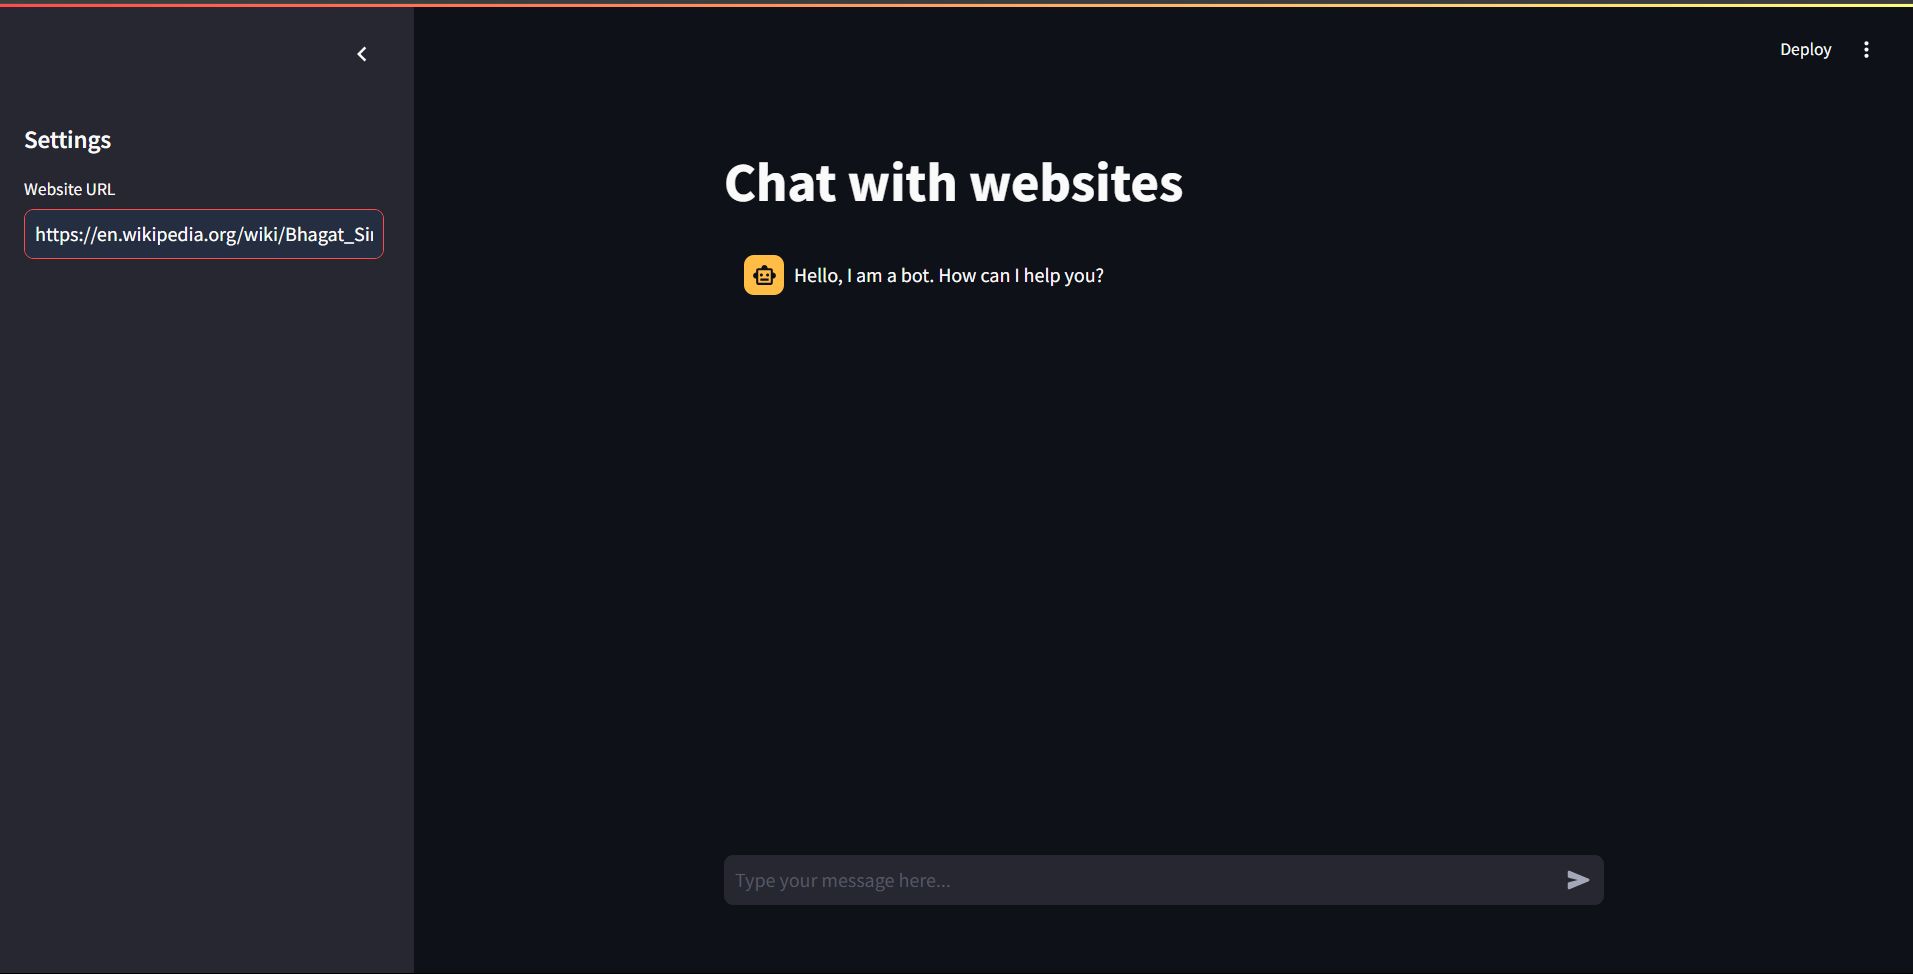 Deploy
Settings
Website URL
https://en.wikipedia.org/wiki/Bhagat_Sin
Chat with websites
Hello, I am a bot. How can I help you?
Type your message here...